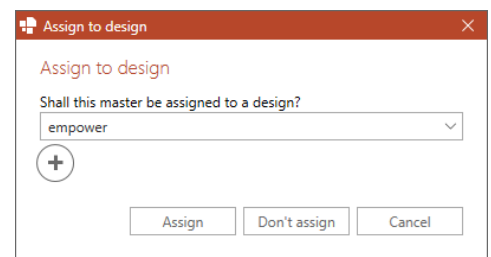 Assign to design
Assign to design
Shall this master be assigned to a design?
empower
Assign
Don't assign
Cancel